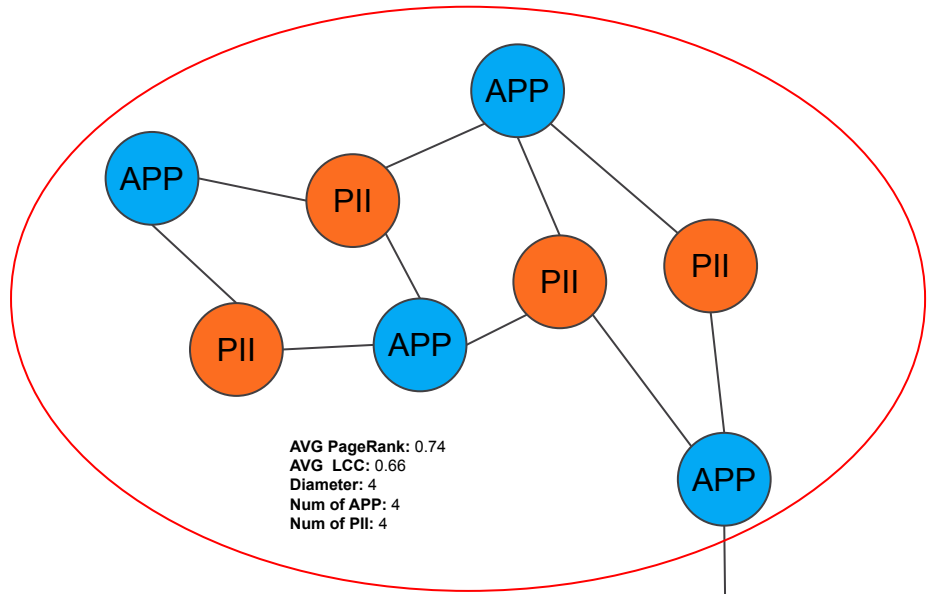 APP
APP
PII
PII
PII
PII
APP
APP
AVG PageRank: 0.74
AVG LCC: 0.66
Diameter: 4
Num of APP: 4
Num of PII: 4